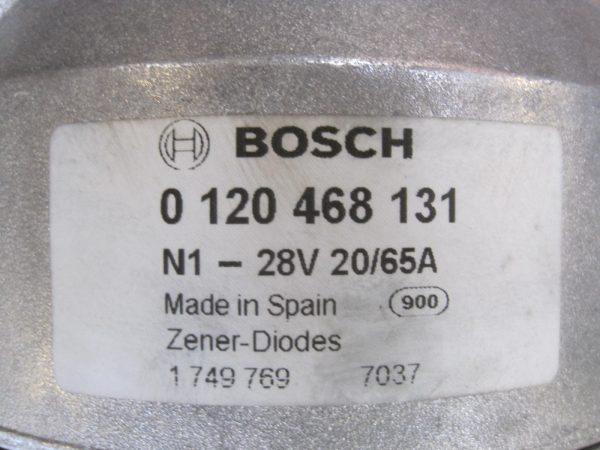 BOSCH
0 120 468 131
N1 – 28V 20/65A
Made in Spain 900
Zener-Diodes
1 749 769 7037